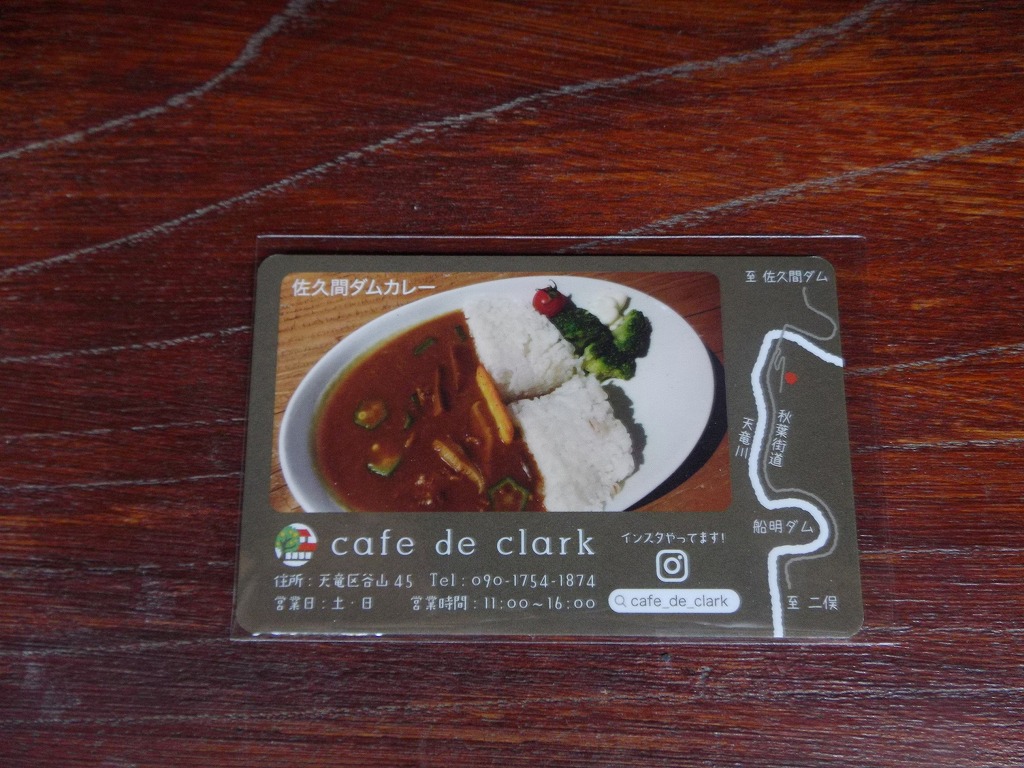 佐久間ダムカレー
至 佐久間ダム
秋葉街道
天竜川
船明ダム
至 二俣
cafe de clark
住所 : 天竜区谷山 45 Tel : 090-1754-1874
営業日 : 土・日 営業時間 : 11:00～16:00
インスタやってます!
cafe_de_clark